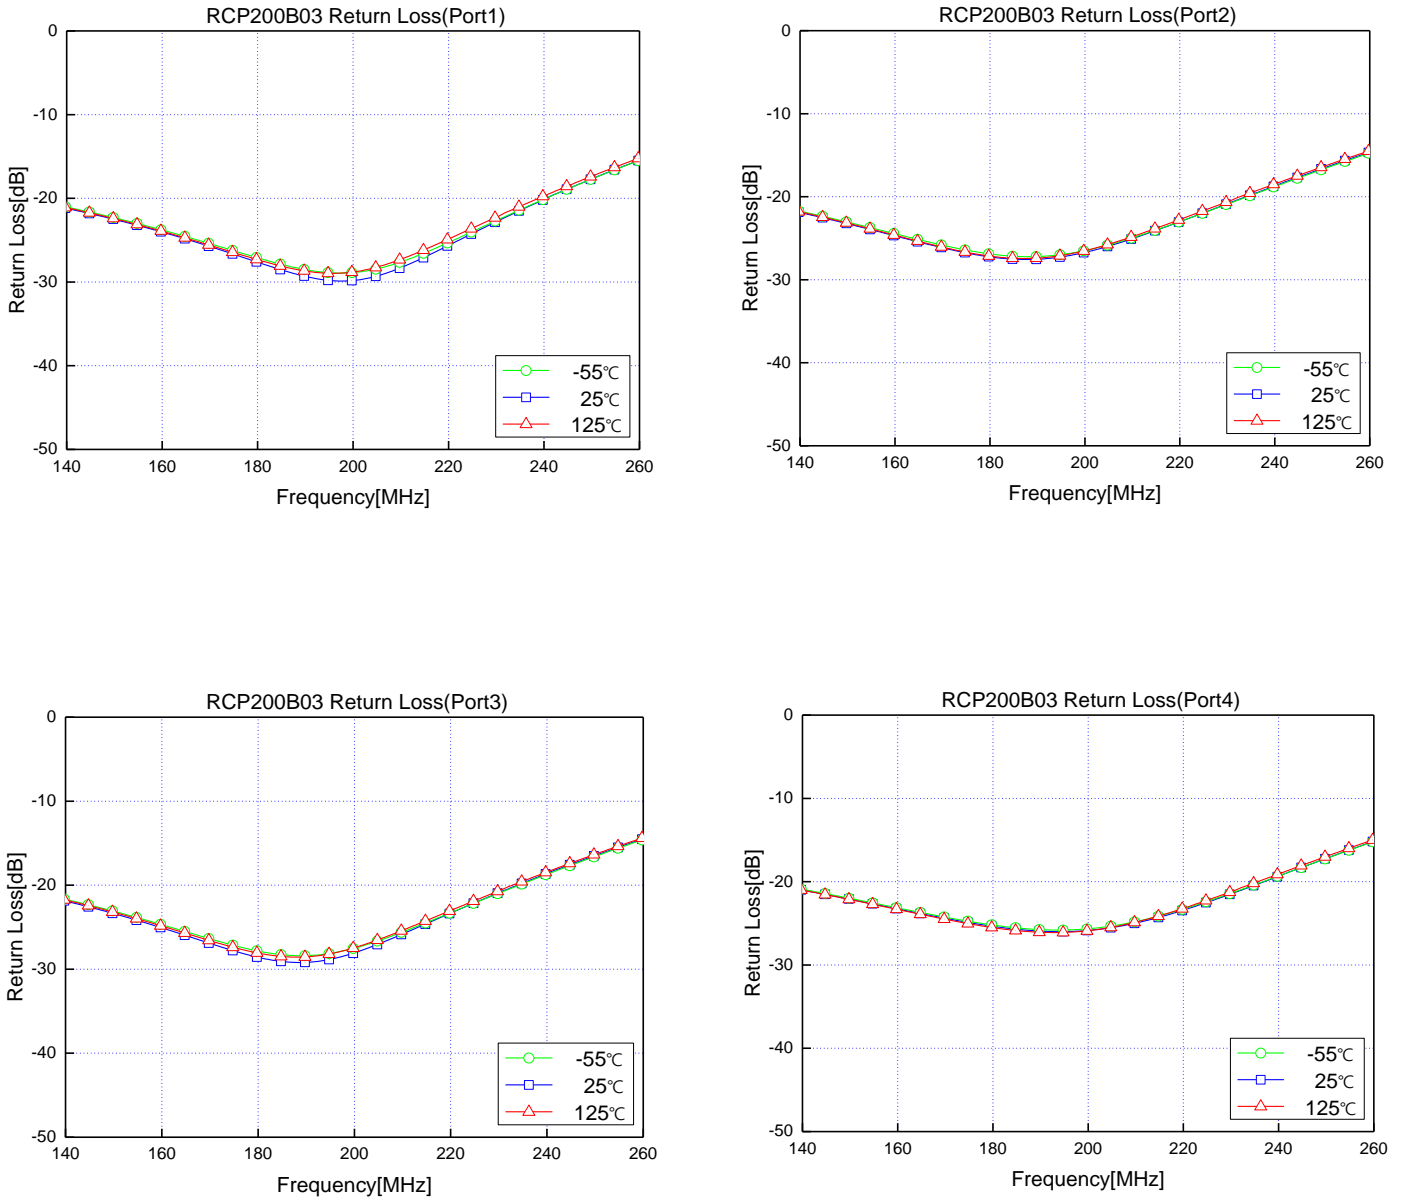 RCP200B03 Return Loss(Port1)
0
-10
-20
-30
-40
-50
Return Loss[dB]
140 160 180 200 220 240 260
Frequency[MHz]
-55℃
25℃
125℃
RCP200B03 Return Loss(Port2)
0
-10
-20
-30
-40
-50
Return Loss[dB]
140 160 180 200 220 240 260
Frequency[MHz]
-55℃
25℃
125℃
RCP200B03 Return Loss(Port3)
0
-10
-20
-30
-40
-50
Return Loss[dB]
140 160 180 200 220 240 260
Frequency[MHz]
-55℃
25℃
125℃
RCP200B03 Return Loss(Port4)
0
-10
-20
-30
-40
-50
Return Loss[dB]
140 160 180 200 220 240 260
Frequency[MHz]
-55℃
25℃
125℃